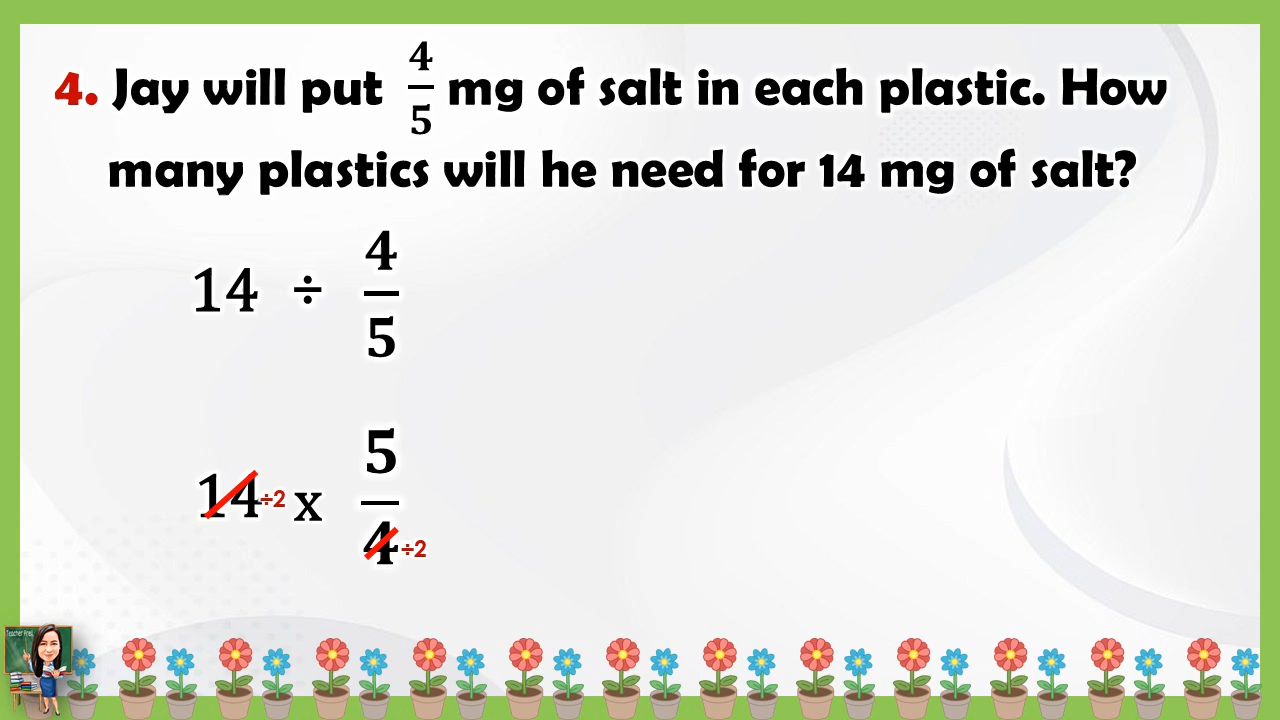 4. Jay will put 4/5 mg of salt in each plastic. How
many plastics will he need for 14 mg of salt?
14 ÷ 4/5
14÷2 x 5/4÷2